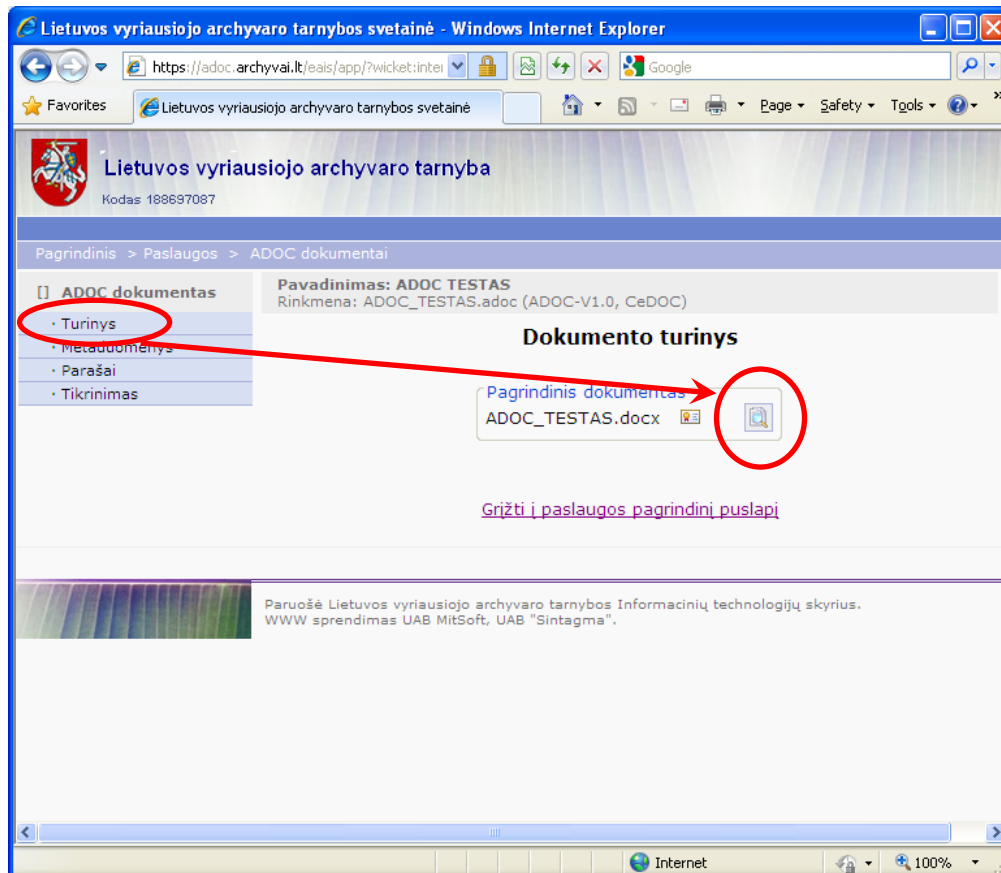 Lietuvos vyriausiojo archyvaro tarnybos svetainė - Windows Internet Explorer
https://adoc.archyvai.lt/eais/app/?wicket:inter
Google
Favorites
Lietuvos vyriausiojo archyvaro tarnybos svetainė
Page
Safety
Tools
»
Lietuvos vyriausiojo archyvaro tarnyba
Kodas 188697087
Pagrindinis > Paslaugos > ADOC dokumentai
[] ADOC dokumentas
· Turinys
· Metaduomenys
· Parašai
· Tikrinimas
Pavadinimas: ADOC TESTAS
Rinkmena: ADOC_TESTAS.adoc (ADOC-V1.0, CeDOC)
Dokumento turinys
Pagrindinis dokumentas
ADOC_TESTAS.docx
Grįžti į paslaugos pagrindinį puslapį
Paruošė Lietuvos vyriausiojo archyvaro tarnybos Informacinių technologijų skyrius.
WWW sprendimas UAB MitSoft, UAB "Sintagma".
Internet
100%